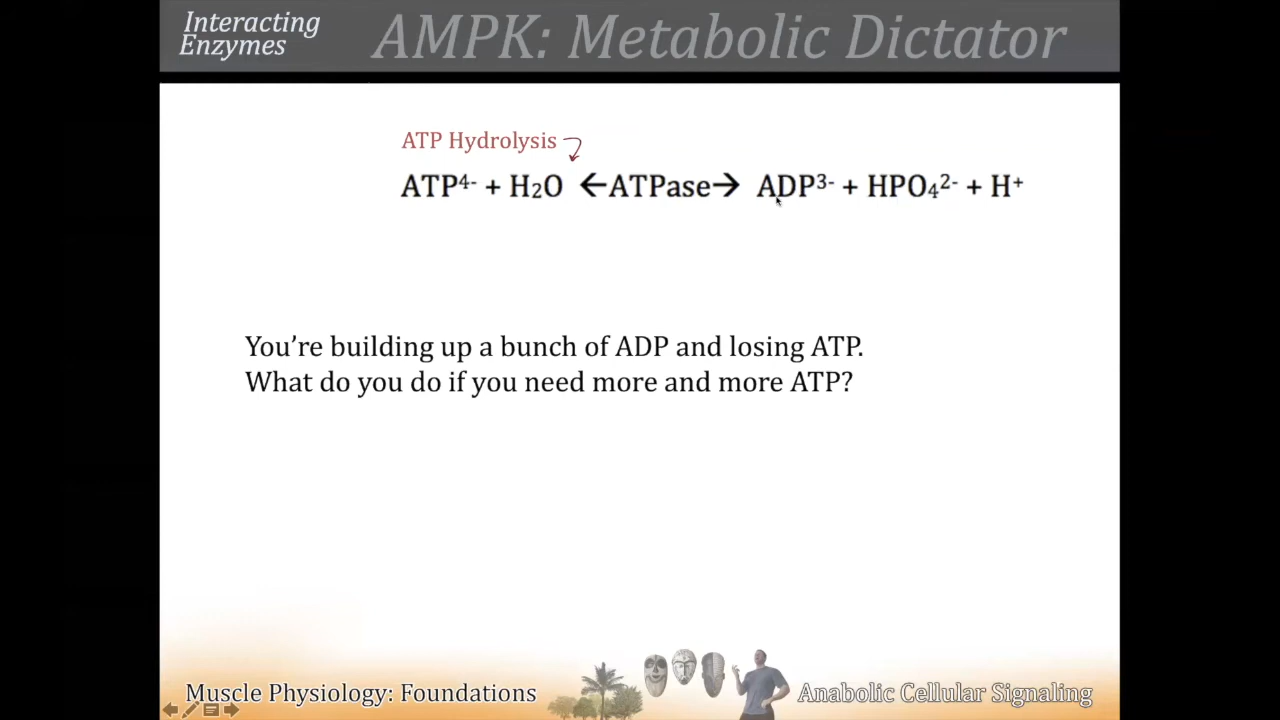 Interacting
Enzymes
AMPK: Metabolic Dictator
ATP Hydrolysis
ATP⁴⁻ + H₂O ←ATPase→ ADP³⁻ + HPO₄²⁻ + H⁺
You’re building up a bunch of ADP and losing ATP.
What do you do if you need more and more ATP?
Muscle Physiology: Foundations
Anabolic Cellular Signaling